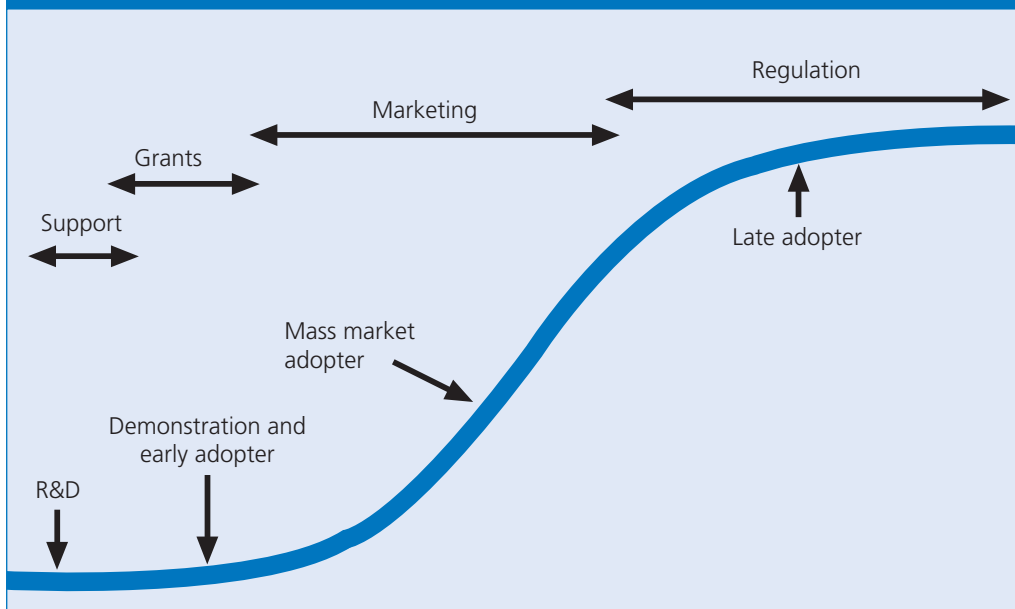 Regulation
Marketing
Grants
Support
Late adopter
Mass market
adopter
Demonstration and
early adopter
R&D